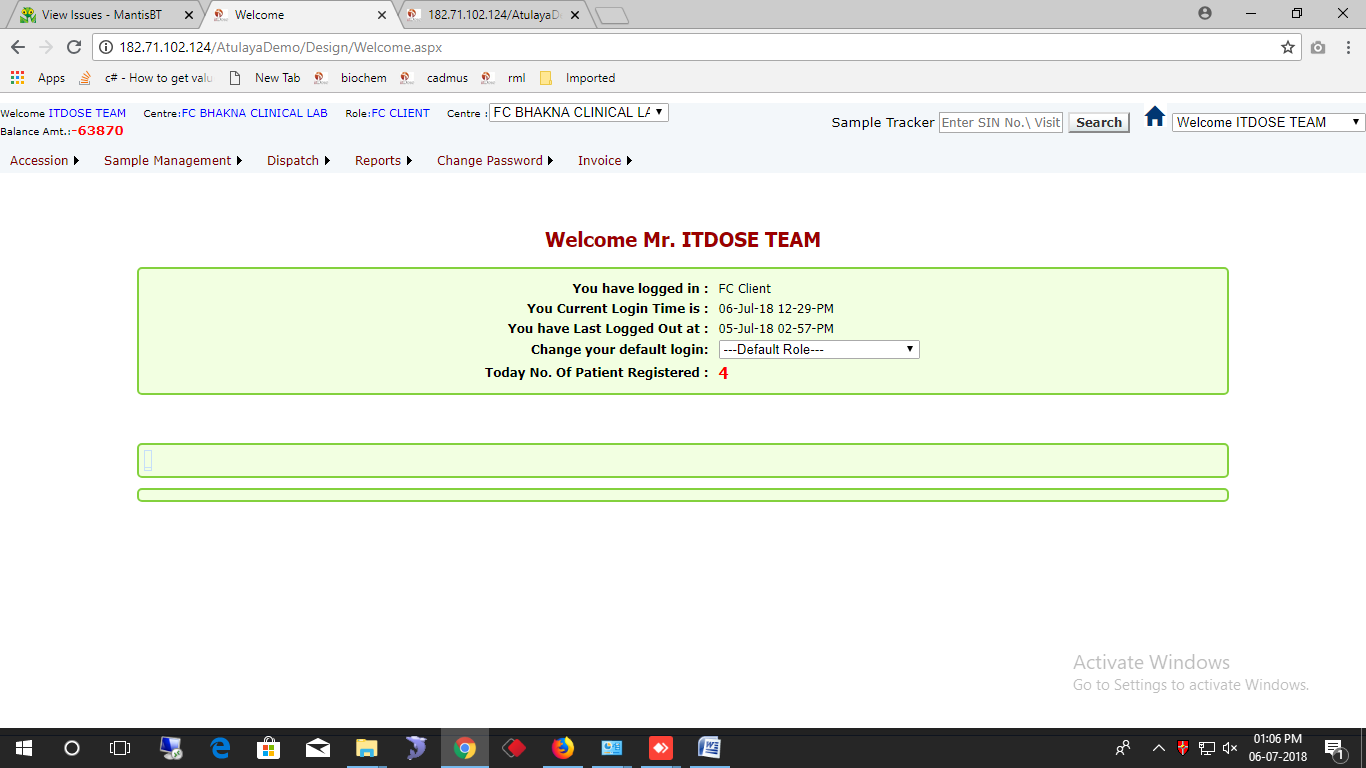 View Issues - MantisBT
Welcome
182.71.102.124/AtulayaD
182.71.102.124/AtulayaDemo/Design/Welcome.aspx
Apps
c# - How to get valu
New Tab
biochem
cadmus
rml
Imported
Welcome ITDOSE TEAM Centre:FC BHAKNA CLINICAL LAB Role:FC CLIENT Centre : FC BHAKNA CLINICAL LA
Balance Amt.:-63870
Sample Tracker Enter SIN No.\ Visit Search Welcome ITDOSE TEAM
Accession Sample Management Dispatch Reports Change Password Invoice
Welcome Mr. ITDOSE TEAM
You have logged in : FC Client
You Current Login Time is : 06-Jul-18 12-29-PM
You have Last Logged Out at : 05-Jul-18 02-57-PM
Change your default login: ---Default Role---
Today No. Of Patient Registered : 4
Activate Windows
Go to Settings to activate Windows.
01:06 PM
06-07-2018
1